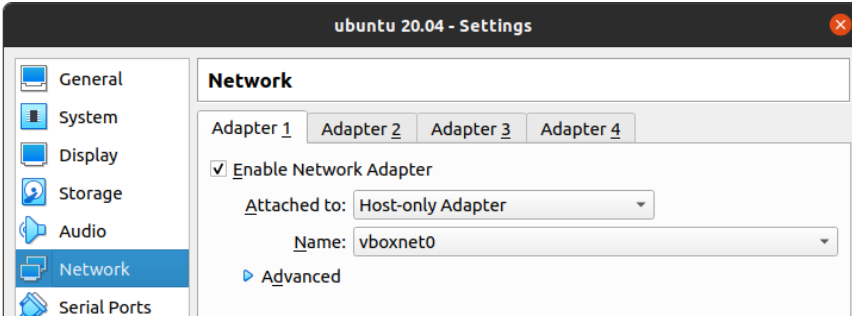 ubuntu 20.04 - Settings
General
System
Display
Storage
Audio
Network
Serial Ports
Network
Adapter 1 Adapter 2 Adapter 3 Adapter 4
Enable Network Adapter
Attached to: Host-only Adapter
Name: vboxnet0
Advanced